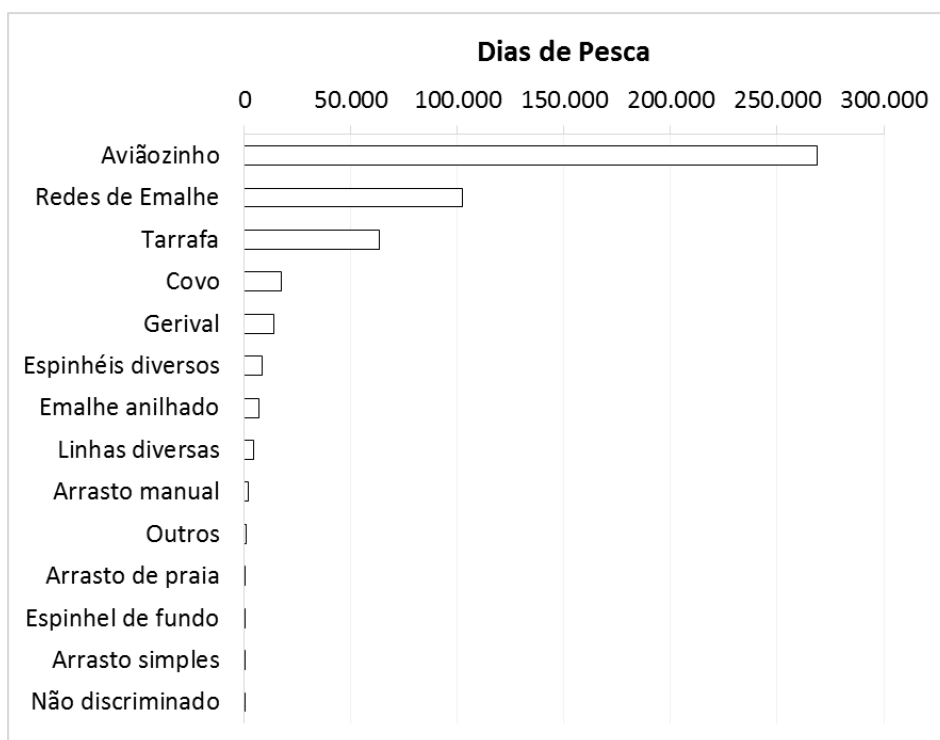 Dias de Pesca
0 50.000 100.000 150.000 200.000 250.000 300.000
Aviãozinho
Redes de Emalhe
Tarrafa
Covo
Gerival
Espinhéis diversos
Emalhe anilhado
Linhas diversas
Arrasto manual
Outros
Arrasto de praia
Espinhel de fundo
Arrasto simples
Não discriminado